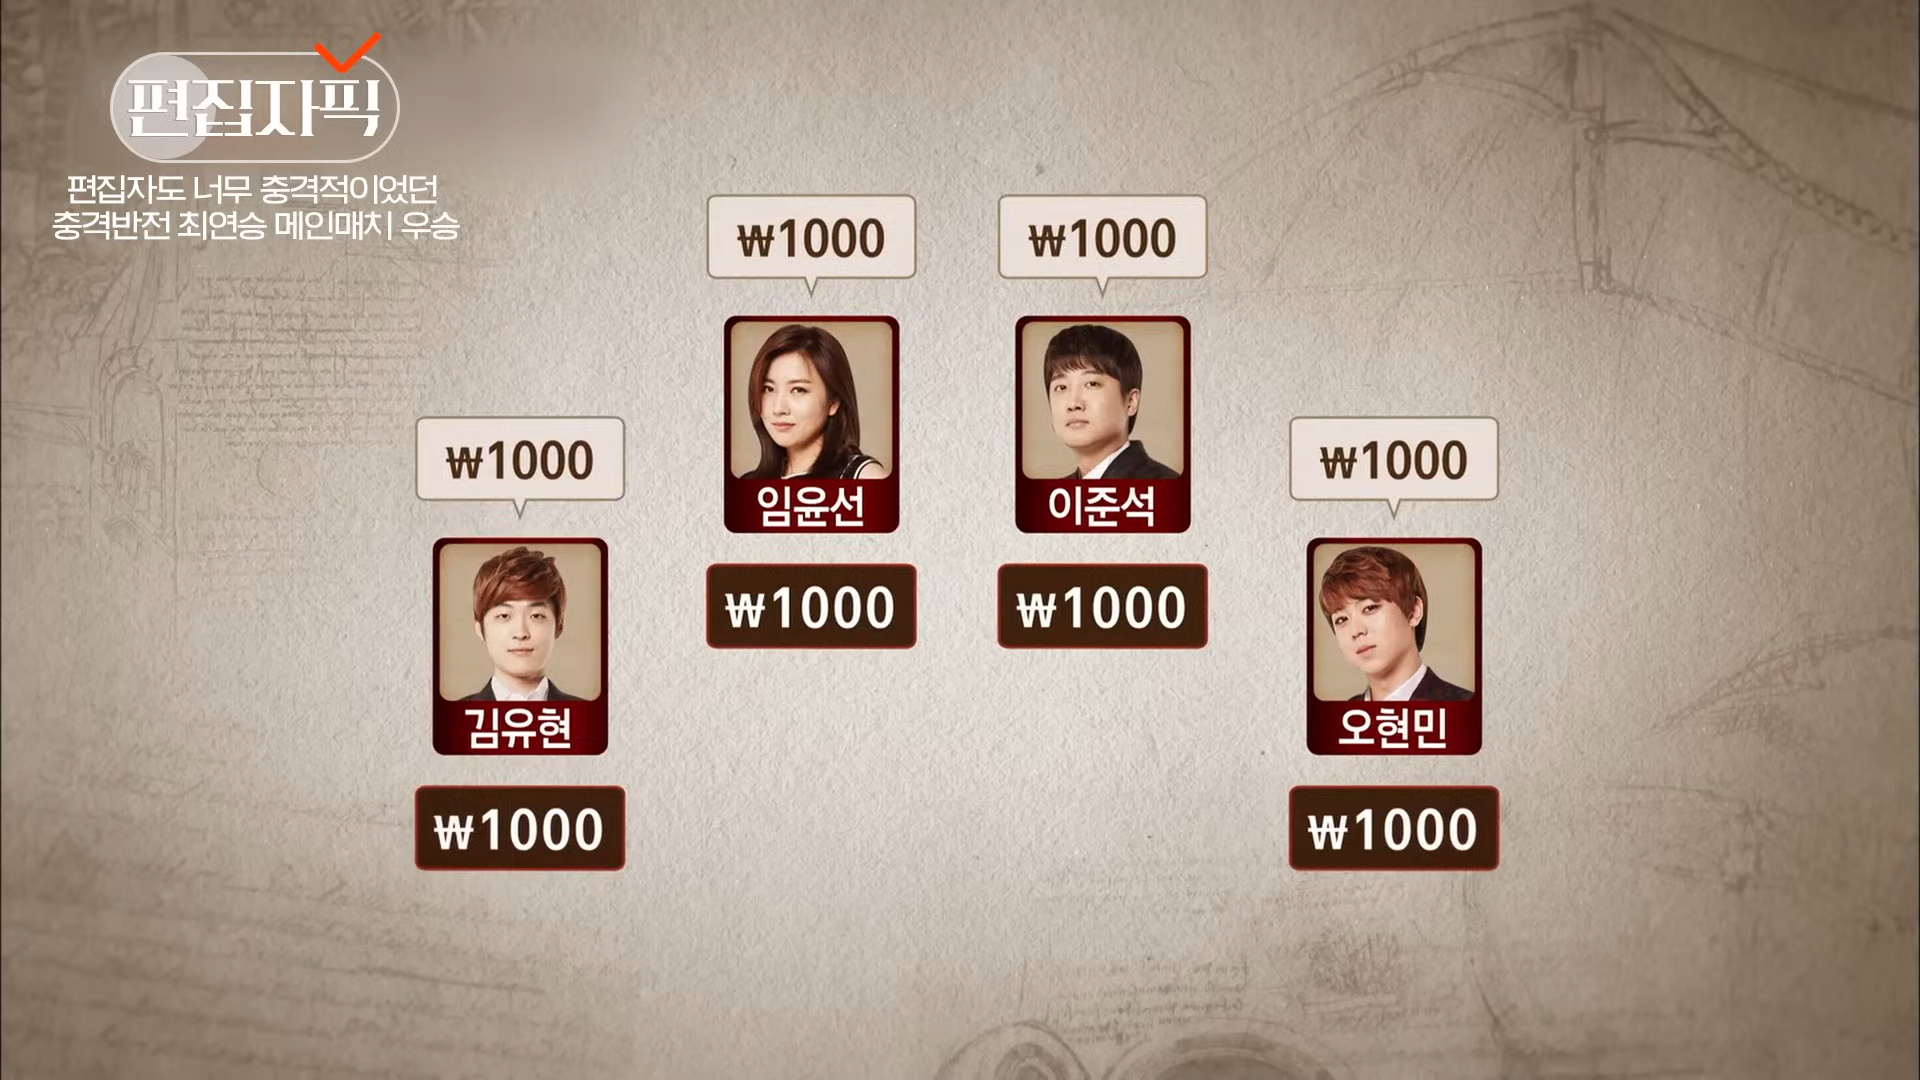 편집자픽
편집자도 너무 충격적이었던
충격반전 최연승 메인매치 우승
₩1000
₩1000
임윤선
이준석
₩1000
₩1000
₩1000
₩1000
김유현
오현민
₩1000
₩1000